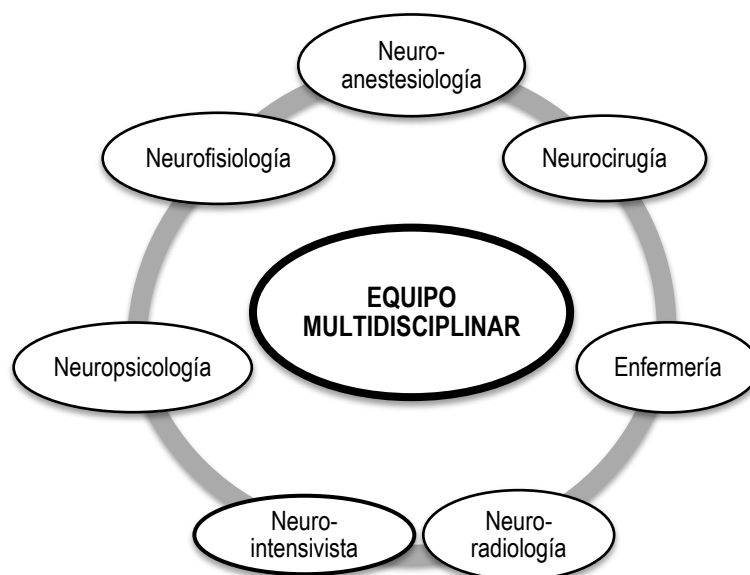 Neuro-
anestesiología
Neurofisiología
Neurocirugía
EQUIPO
MULTIDISCIPLINAR
Neuropsicología
Enfermería
Neuro-
intensivista
Neuro-
radiología